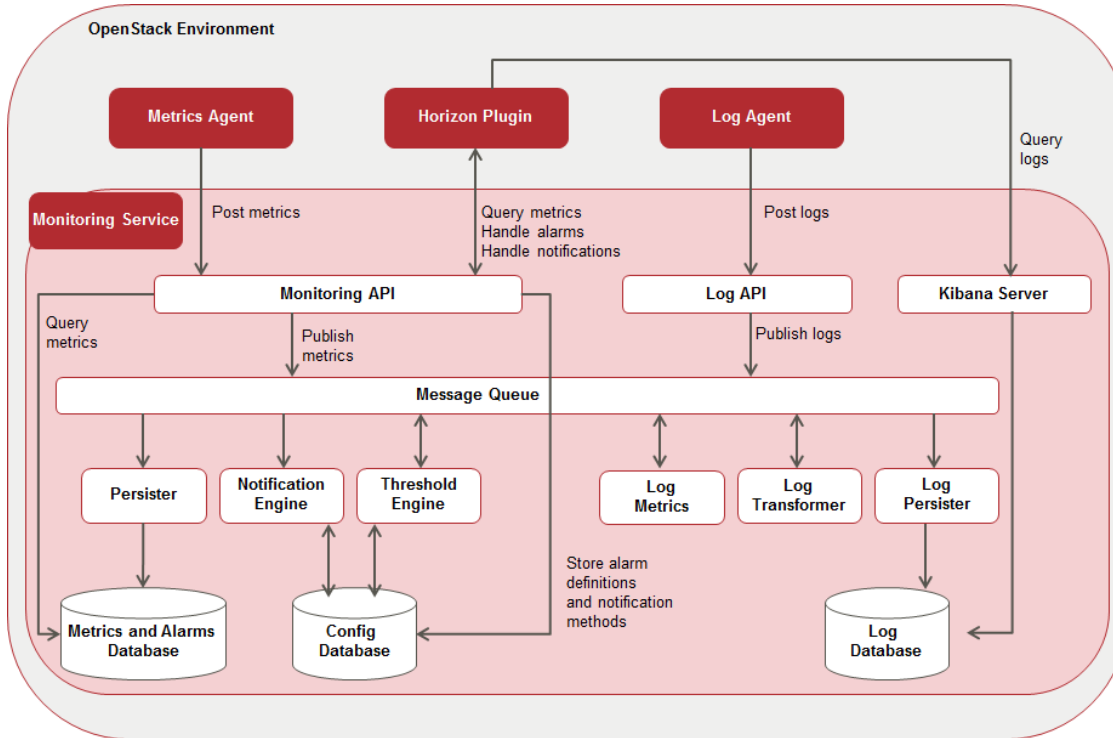 OpenStack Environment
Metrics Agent
Horizon Plugin
Log Agent
Query
logs
Monitoring Service
Post metrics
Query metrics
Handle alarms
Handle notifications
Post logs
Monitoring API
Log API
Kibana Server
Query
metrics
Publish
metrics
Publish logs
Message Queue
Persister
Notification
Engine
Threshold
Engine
Log
Metrics
Log
Transformer
Log
Persister
Store alarm
definitions
and notification
methods
Metrics and Alarms
Database
Config
Database
Log
Database